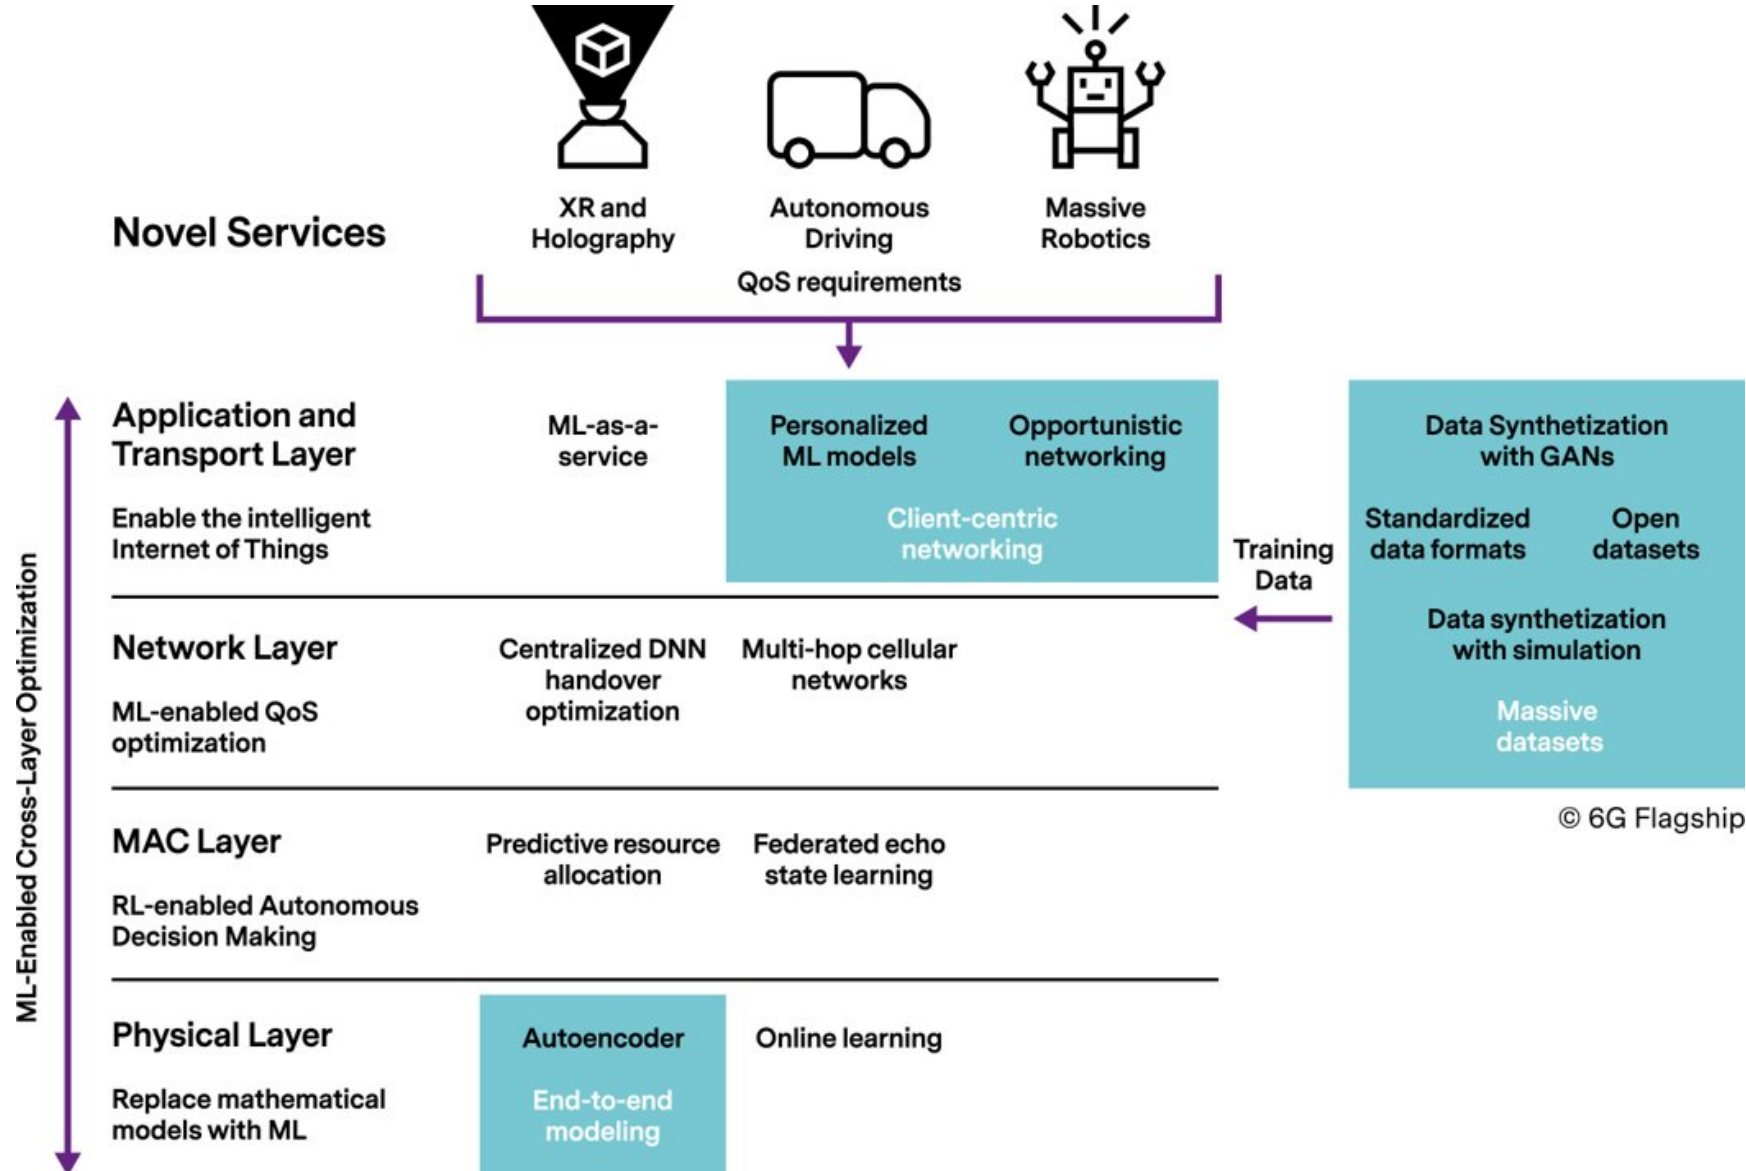 Novel Services
XR and
Holography
Autonomous
Driving
Massive
Robotics
QoS requirements
ML-Enabled Cross-Layer Optimization
Application and
Transport Layer
Enable the intelligent
Internet of Things
ML-as-a-
service
Personalized
ML models
Opportunistic
networking
Client-centric
networking
Training
Data
Data Synthetization
with GANs
Standardized
data formats
Open
datasets
Data synthetization
with simulation
Massive
datasets
© 6G Flagship
Network Layer
ML-enabled QoS
optimization
Centralized DNN
handover
optimization
Multi-hop cellular
networks
MAC Layer
RL-enabled Autonomous
Decision Making
Predictive resource
allocation
Federated echo
state learning
Physical Layer
Replace mathematical
models with ML
Autoencoder
End-to-end
modeling
Online learning